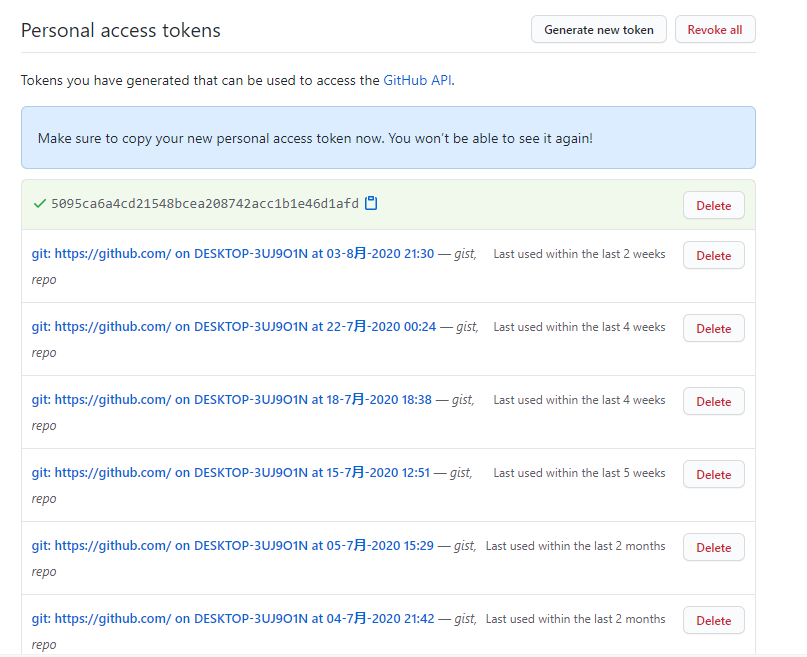 Personal access tokens
Generate new token
Revoke all
Tokens you have generated that can be used to access the GitHub API.
Make sure to copy your new personal access token now. You won't be able to see it again!
5095ca6a4cd21548bcea208742acc1b1e46d1afd
Delete
git: https://github.com/ on DESKTOP-3UJ9O1N at 03-8月-2020 21:30 — gist, Last used within the last 2 weeks Delete
repo
git: https://github.com/ on DESKTOP-3UJ9O1N at 22-7月-2020 00:24 — gist, Last used within the last 4 weeks Delete
repo
git: https://github.com/ on DESKTOP-3UJ9O1N at 18-7月-2020 18:38 — gist, Last used within the last 4 weeks Delete
repo
git: https://github.com/ on DESKTOP-3UJ9O1N at 15-7月-2020 12:51 — gist, Last used within the last 5 weeks Delete
repo
git: https://github.com/ on DESKTOP-3UJ9O1N at 05-7月-2020 15:29 — gist, Last used within the last 2 months Delete
repo
git: https://github.com/ on DESKTOP-3UJ9O1N at 04-7月-2020 21:42 — gist, Last used within the last 2 months Delete
repo